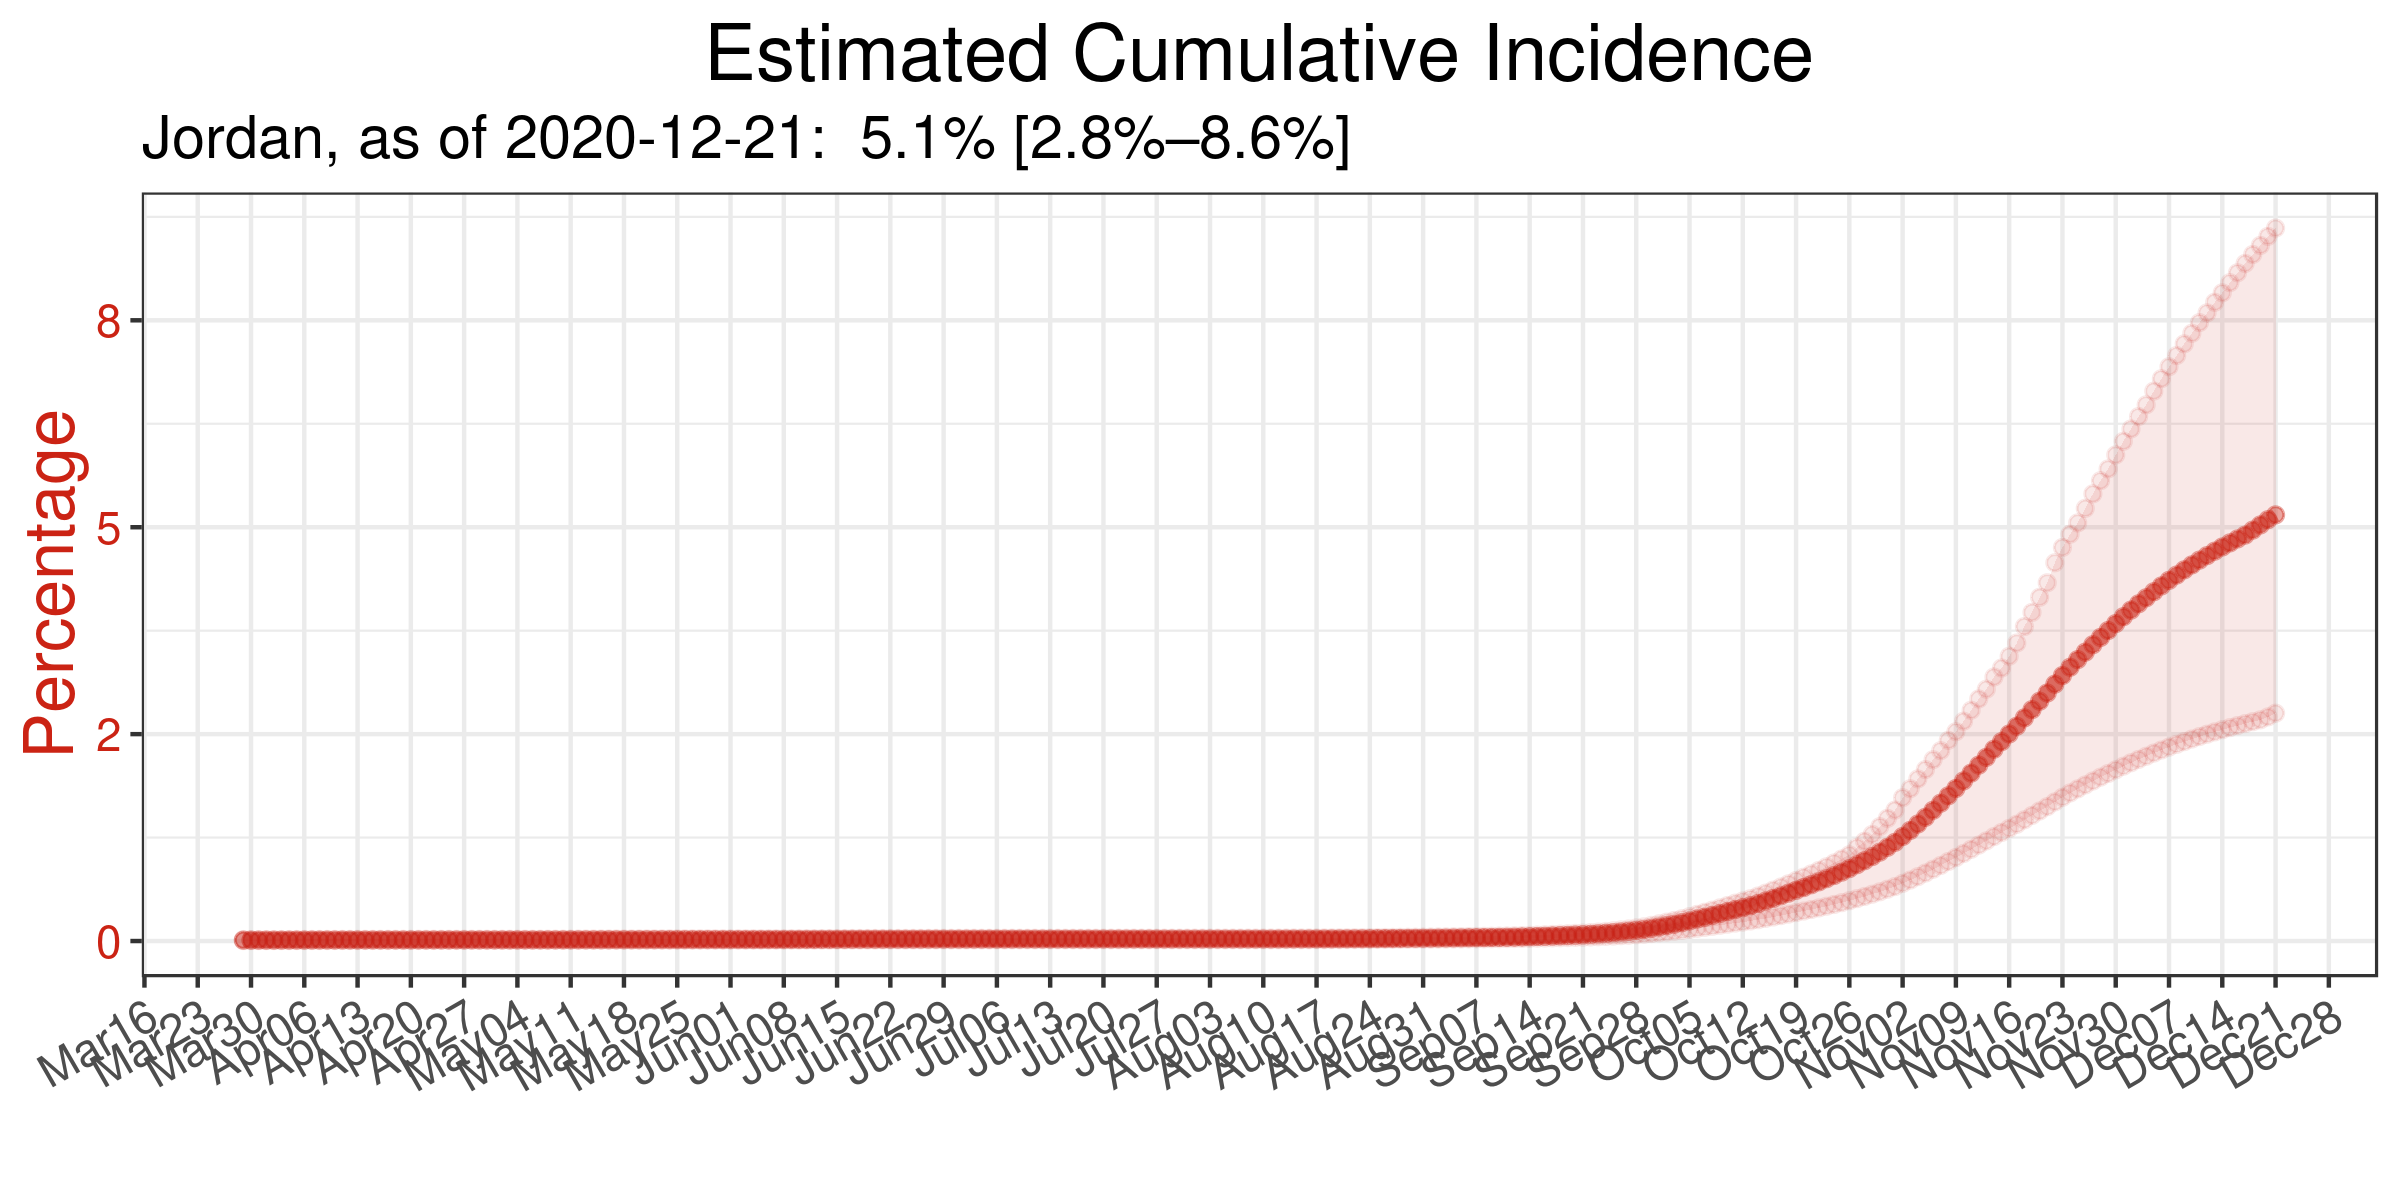 Estimated Cumulative Incidence
Jordan, as of 2020-12-21:  5.1% [2.8%–8.6%]
Percentage
8
5
2
0
Mar16
Mar23
Mar30
Apr06
Apr13
Apr20
Apr27
May04
May11
May18
May25
Jun01
Jun08
Jun15
Jun22
Jun29
Jul06
Jul13
Jul20
Jul27
Aug03
Aug10
Aug17
Aug24
Aug31
Sep07
Sep14
Sep21
Sep28
Oct05
Oct12
Oct19
Oct26
Nov02
Nov09
Nov16
Nov23
Nov30
Dec07
Dec14
Dec21
Dec28